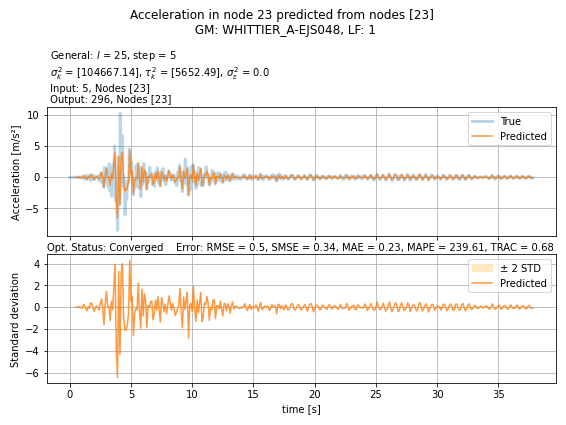 Acceleration in node 23 predicted from nodes [23]
GM: WHITTIER_A-EJS048, LF: 1
General: l = 25, step = 5
σ²ₖ = [104667.14], τ²ₖ = [5652.49], σ²ᵋ = 0.0
Input: 5, Nodes [23]
Output: 296, Nodes [23]
10
5
0
−5
Acceleration [m/s²]
True
Predicted
Opt. Status: Converged Error: RMSE = 0.5, SMSE = 0.34, MAE = 0.23, MAPE = 239.61, TRAC = 0.68
4
2
0
−2
−4
−6
Standard deviation
± 2 STD
Predicted
0 5 10 15 20 25 30 35
time [s]